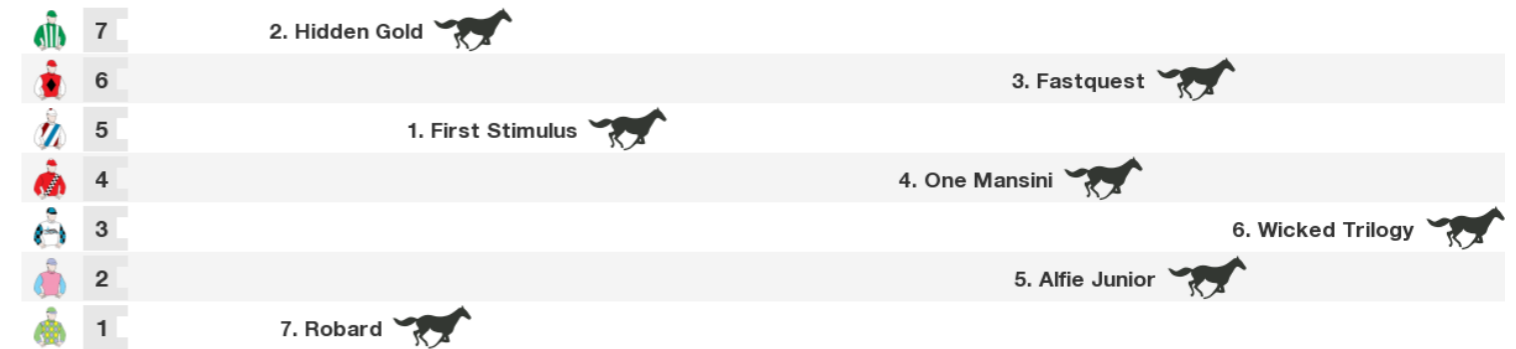 7 2. Hidden Gold
6 3. Fastquest
5 1. First Stimulus
4 4. One Mansini
3 6. Wicked Trilogy
2 5. Alfie Junior
1 7. Robard